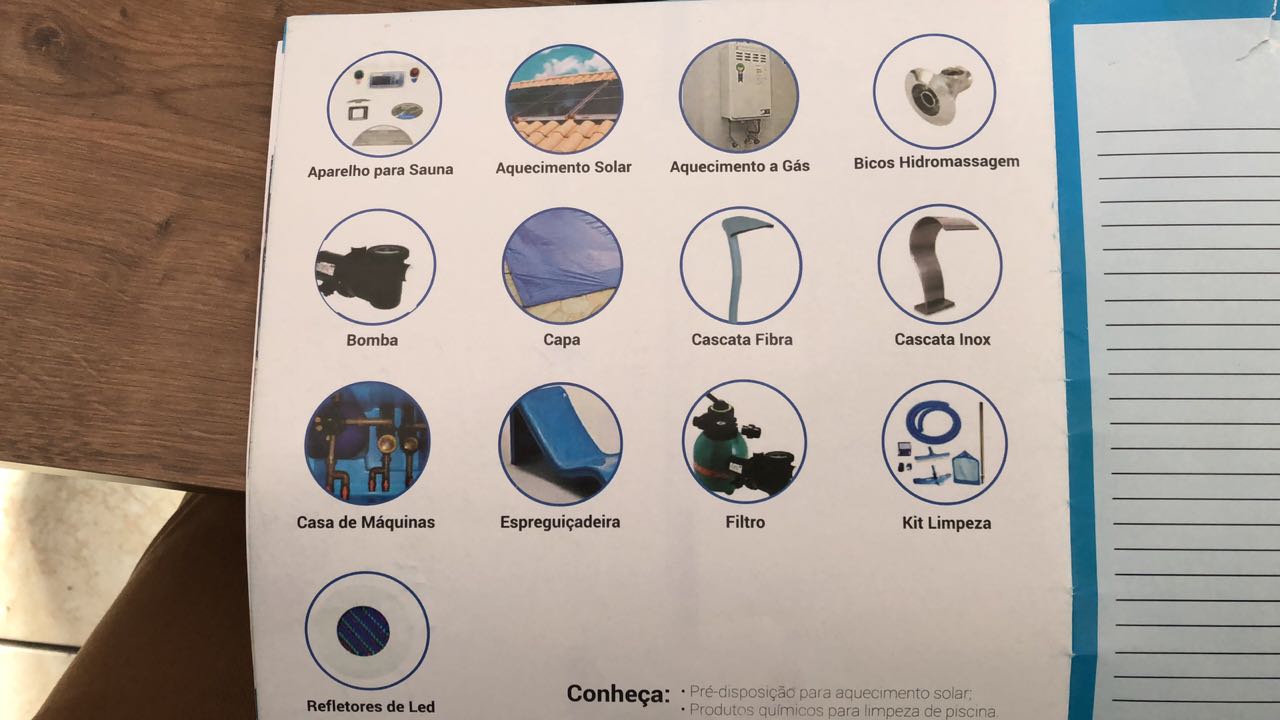 Aparelho para Sauna
Aquecimento Solar
Aquecimento a Gás
Bicos Hidromassagem
Bomba
Capa
Cascata Fibra
Cascata Inox
Casa de Máquinas
Espreguiçadeira
Filtro
Kit Limpeza
Refletores de Led
Conheça: • Pré-disposição para aquecimento solar;
• Produtos químicos para limpeza de piscina.